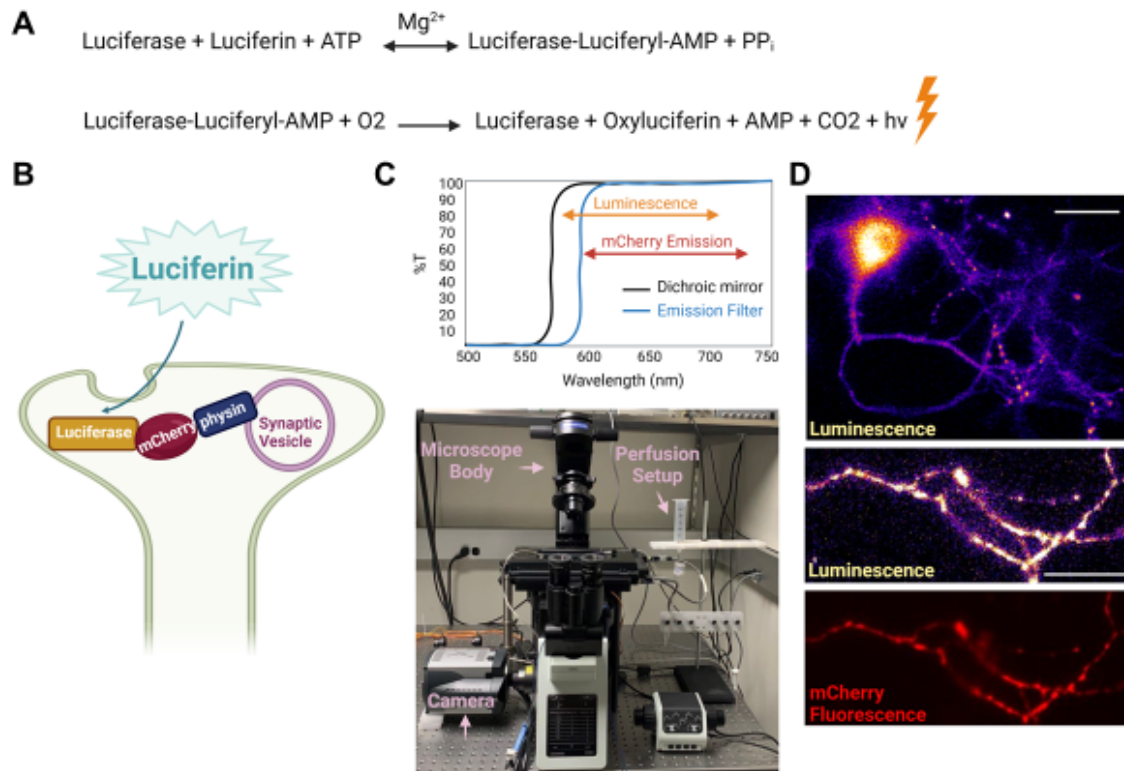 A
Mg²⁺
Luciferase + Luciferin + ATP ⟷ Luciferase-Luciferyl-AMP + PPᵢ
Luciferase-Luciferyl-AMP + O2 ⟶ Luciferase + Oxyluciferin + AMP + CO2 + hv
B
Luciferin
Luciferase
mCherry
physin
Synaptic
Vesicle
C
100
90
80
70
60
50
40
30
20
10
%T
Luminescence
mCherry Emission
Dichroic mirror
Emission Filter
500
550
600
650
700
750
Wavelength (nm)
Microscope
Body
Perfusion
Setup
Camera
D
Luminescence
Luminescence
mCherry
Fluorescence